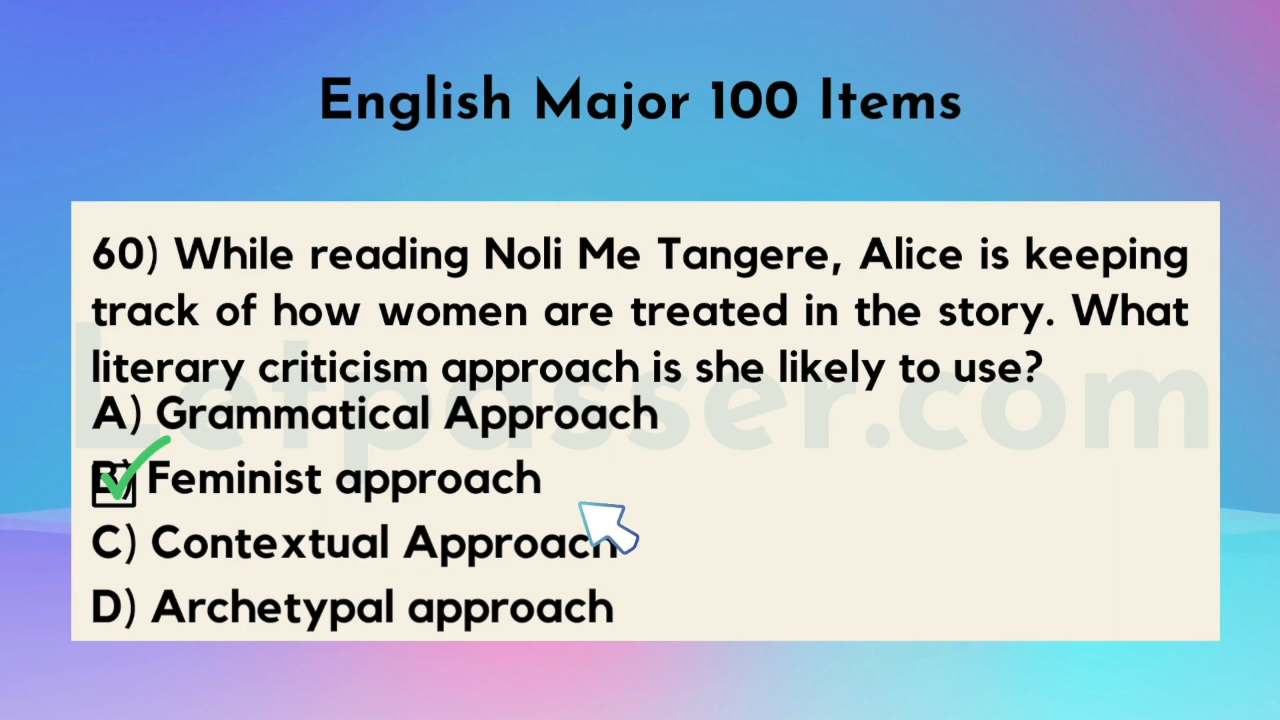 English Major 100 Items
60) While reading Noli Me Tangere, Alice is keeping
track of how women are treated in the story. What
literary criticism approach is she likely to use?
A) Grammatical Approach
B) Feminist approach
C) Contextual Approach
D) Archetypal approach
Letpasser.com